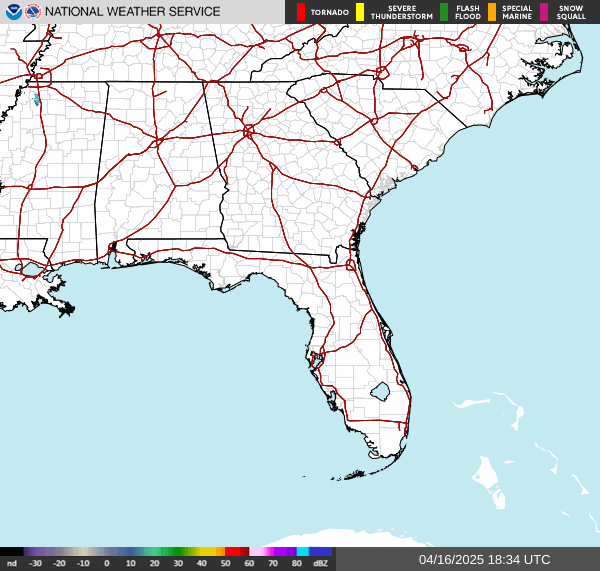 NATIONAL WEATHER SERVICE
TORNADO
SEVERE
THUNDERSTORM
FLASH
FLOOD
SPECIAL
MARINE
SNOW
SQUALL
nd -30 -20 -10 0 10 20 30 40 50 60 70 80 dBZ
04/16/2025 18:34 UTC